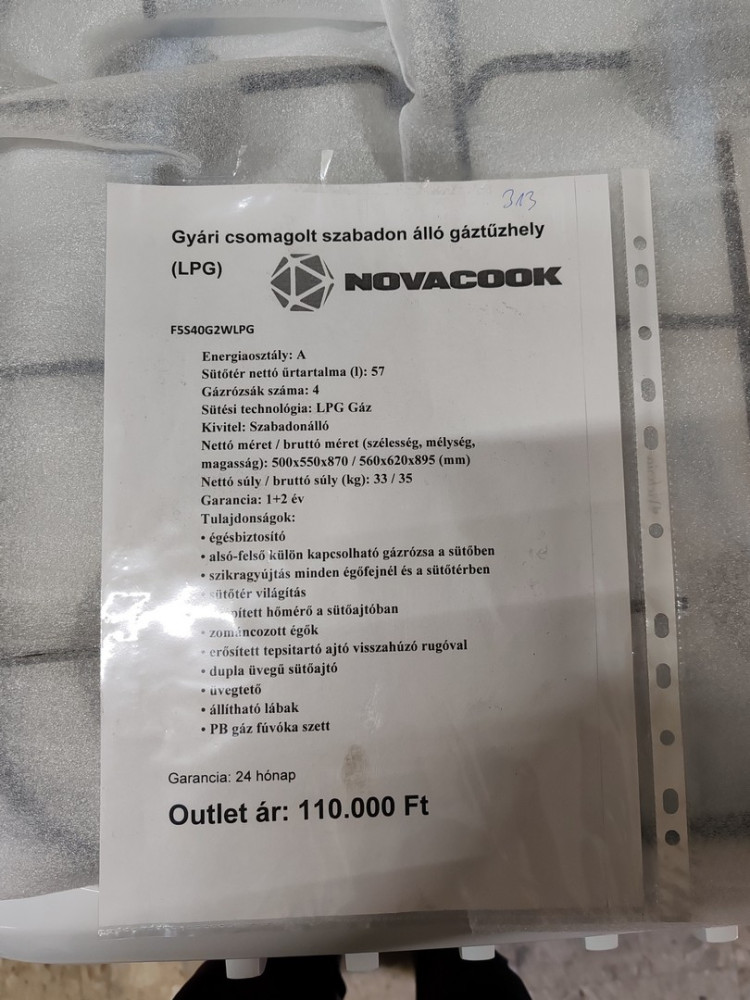 313
Gyári csomagolt szabadon álló gáztűzhely
(LPG) NOVACOOK
F5S40G2WLPG
Energiaosztály: A
Sütőtér nettó űrtartalma (l): 57
Gázrózsák száma: 4
Sütési technológia: LPG Gáz
Kivitel: Szabadonálló
Nettó méret / bruttó méret (szélesség, mélység,
magasság): 500x550x870 / 560x620x895 (mm)
Nettó súly / bruttó súly (kg): 33 / 35
Garancia: 1+2 év
Tulajdonságok:
• égésbiztosító
• alsó-felső külön kapcsolható gázrózsa a sütőben
• szikragyújtás minden égőfejnél és a sütőtérben
• sütőtér világítás
hőmérő a sütőajtóban
• zománcozott égők
• erősített tepsitartó ajtó visszahúzó rugóval
• dupla üvegű sütőajtó
• üvegtető
• állítható lábak
• PB gáz fúvóka szett
Garancia: 24 hónap
Outlet ár: 110.000 Ft